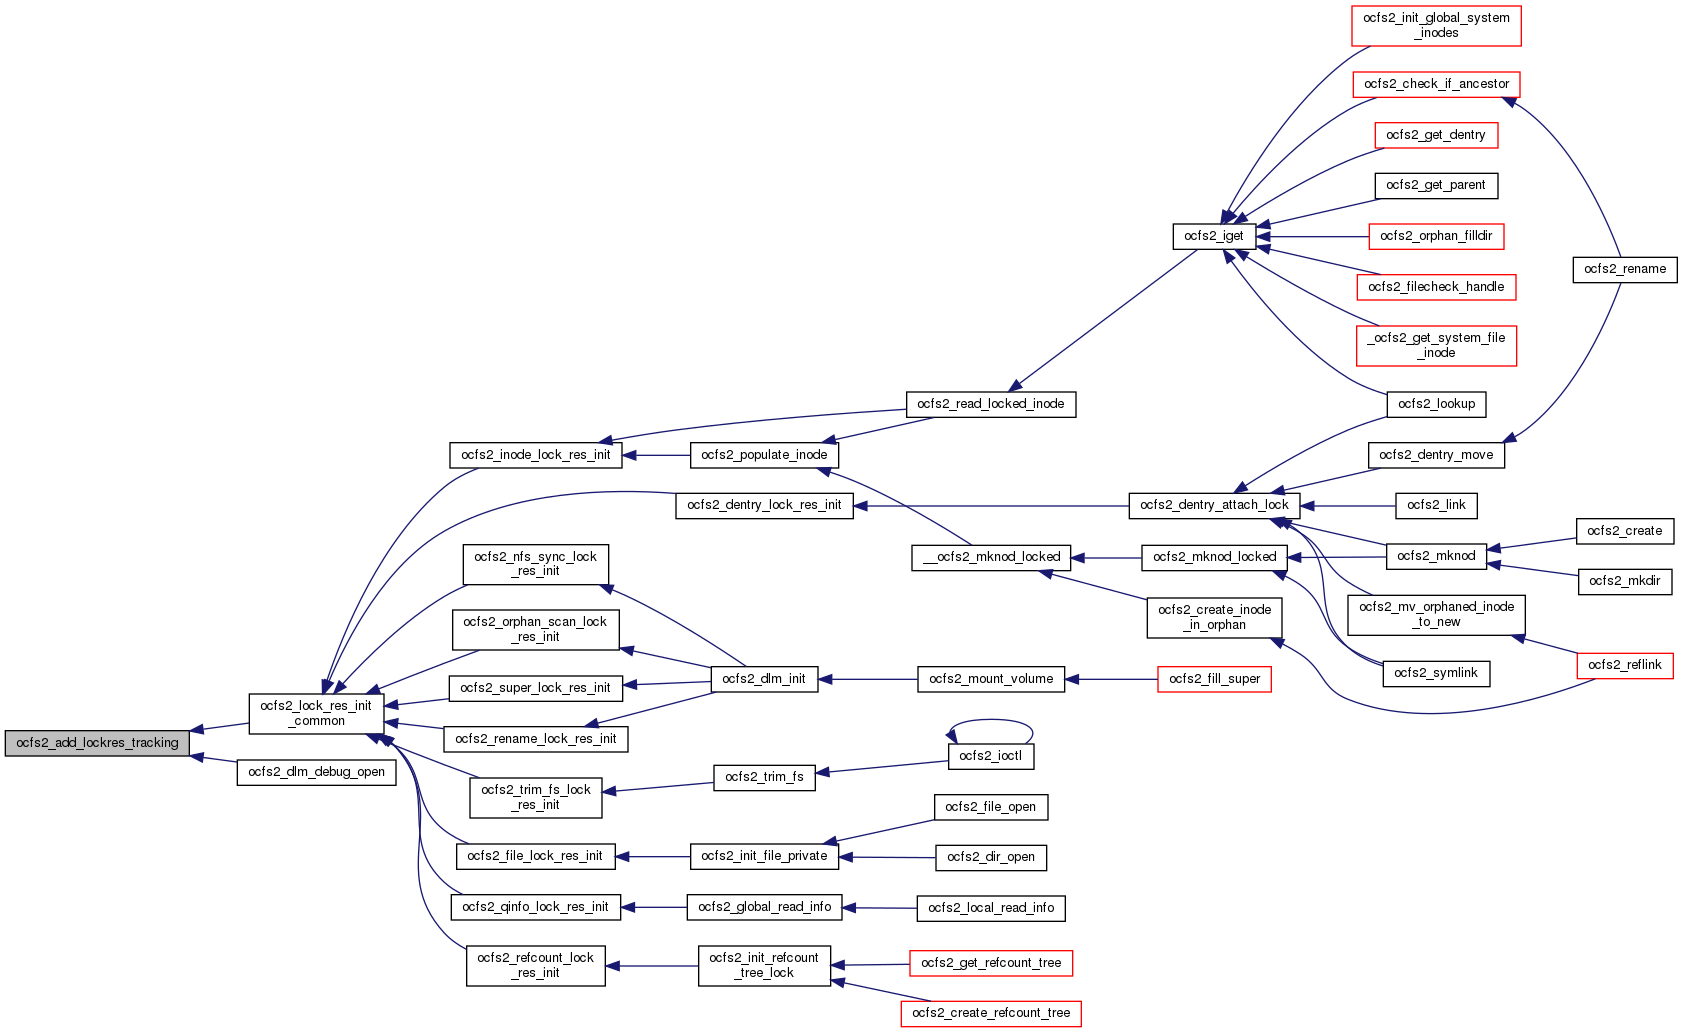 ocfs2_init_global_system
_inodes
ocfs2_check_if_ancestor
ocfs2_get_dentry
ocfs2_get_parent
ocfs2_iget
ocfs2_orphan_filldir
ocfs2_rename
ocfs2_filecheck_handle
_ocfs2_get_system_file
_inode
ocfs2_read_locked_inode
ocfs2_lookup
ocfs2_inode_lock_res_init
ocfs2_populate_inode
ocfs2_dentry_move
ocfs2_dentry_lock_res_init
ocfs2_dentry_attach_lock
ocfs2_link
ocfs2_create
ocfs2_nfs_sync_lock
_res_init
__ocfs2_mknod_locked
ocfs2_mknod_locked
ocfs2_mknod
ocfs2_mkdir
ocfs2_orphan_scan_lock
_res_init
ocfs2_create_inode
_in_orphan
ocfs2_mv_orphaned_inode
_to_new
ocfs2_reflink
ocfs2_symlink
ocfs2_super_lock_res_init
ocfs2_dlm_init
ocfs2_mount_volume
ocfs2_fill_super
ocfs2_lock_res_init
_common
ocfs2_rename_lock_res_init
ocfs2_add_lockres_tracking
ocfs2_dlm_debug_open
ocfs2_ioctl
ocfs2_trim_fs
ocfs2_trim_fs_lock
_res_init
ocfs2_file_open
ocfs2_file_lock_res_init
ocfs2_init_file_private
ocfs2_dir_open
ocfs2_qinfo_lock_res_init
ocfs2_global_read_info
ocfs2_local_read_info
ocfs2_refcount_lock
_res_init
ocfs2_init_refcount
_tree_lock
ocfs2_get_refcount_tree
ocfs2_create_refcount_tree